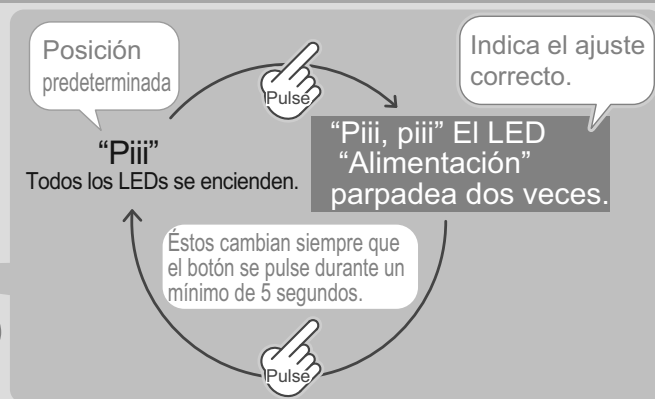 Posición
predeterminada
Pulse
Indica el ajuste
correcto.
“Piii”
Todos los LEDs se encienden.
“Piii, piii” El LED
“Alimentación”
parpadea dos veces.
Éstos cambian siempre que
el botón se pulse durante un
mínimo de 5 segundos.
Pulse